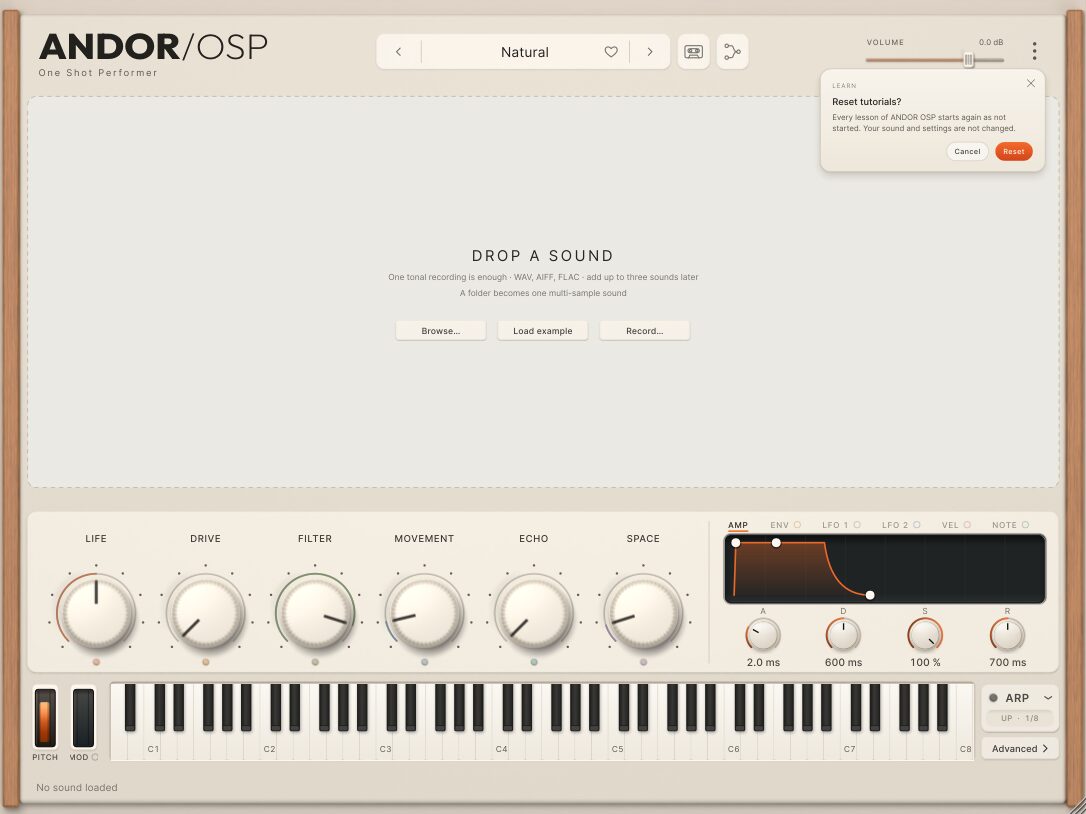 ANDOR/OSP
One Shot Performer
Natural
VOLUME 0.0 dB
LEARN
Reset tutorials?
Every lesson of ANDOR OSP starts again as not
started. Your sound and settings are not changed.
Cancel Reset
DROP A SOUND
One tonal recording is enough · WAV, AIFF, FLAC · add up to three sounds later
A folder becomes one multi-sample sound
Browse... Load example Record...
LIFE DRIVE FILTER MOVEMENT ECHO SPACE
AMP ENV LFO 1 LFO 2 VEL NOTE
A D S R
2.0 ms 600 ms 100 % 700 ms
PITCH MOD
C1 C2 C3 C4 C5 C6 C7 C8
ARP
UP · 1/8
Advanced
No sound loaded